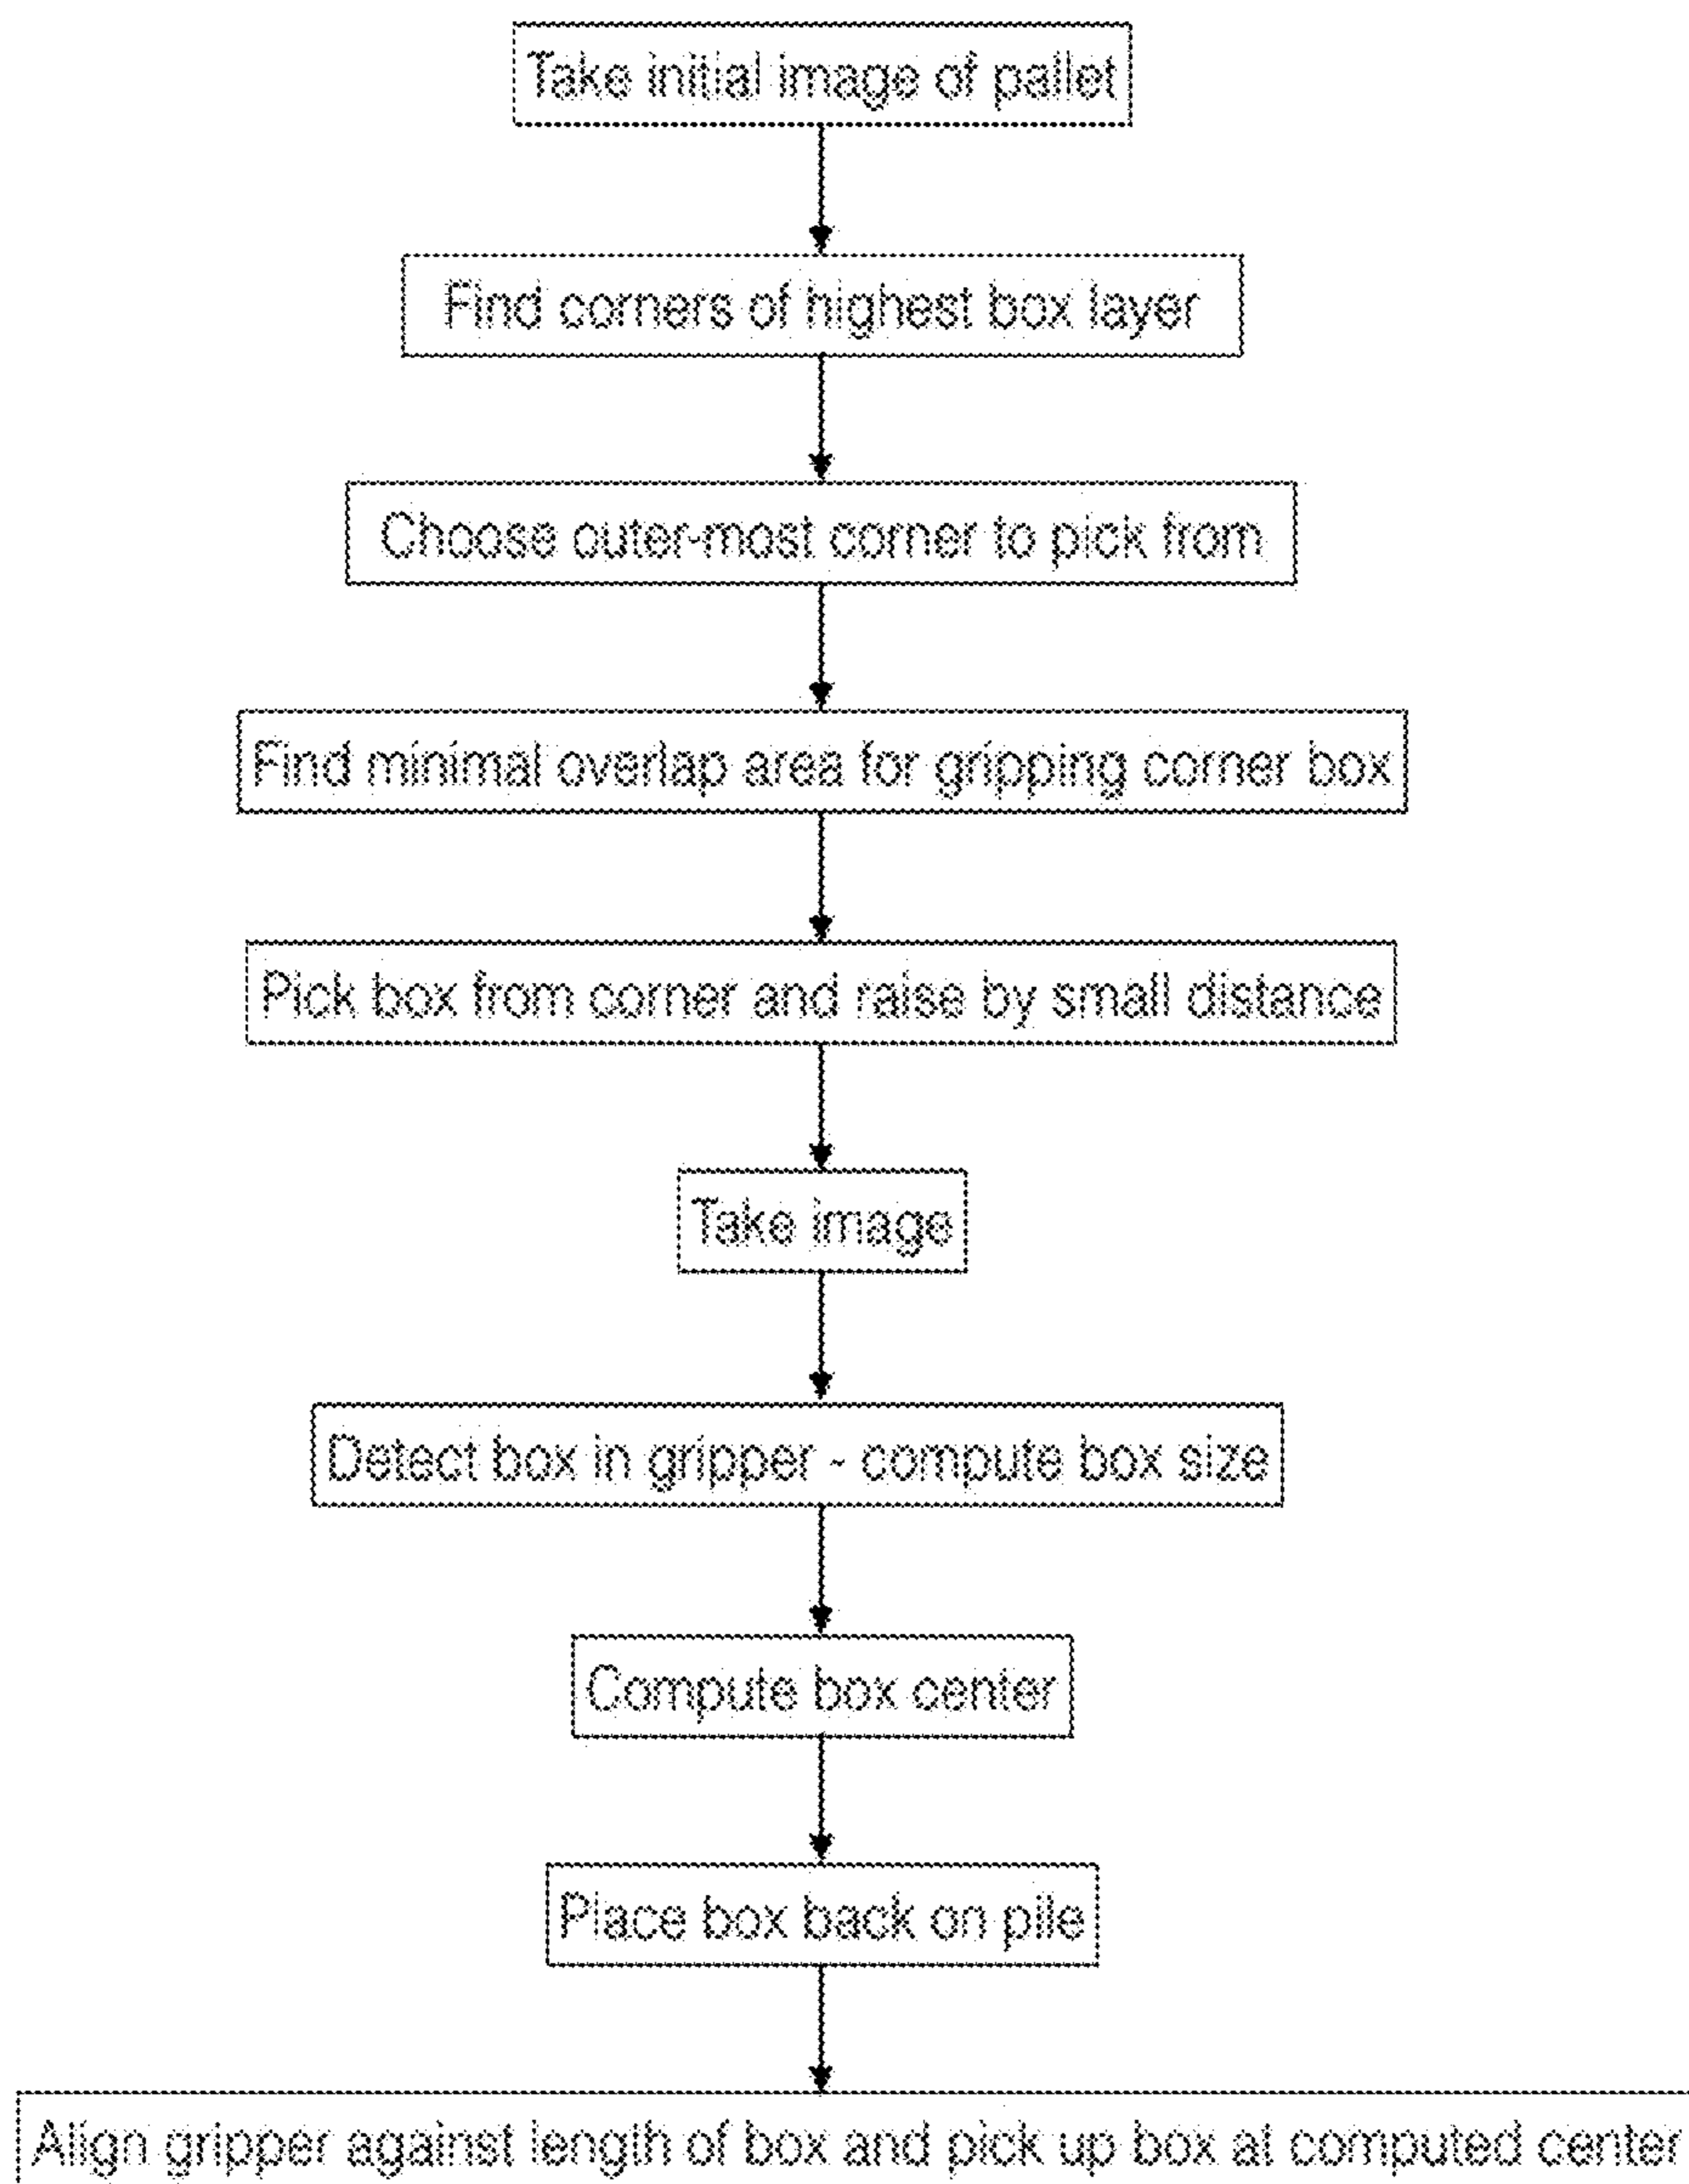 Take initial image of pallet
Find corners of highest box layer
Choose outer-most corner to pick from
Find minimal overlap area for gripping corner box
Pick box from corner and raise by small distance
Take image
Detect box in gripper - compute box size
Compute box center
Place box back on pile
Align gripper against length of box and pick up box at computed center